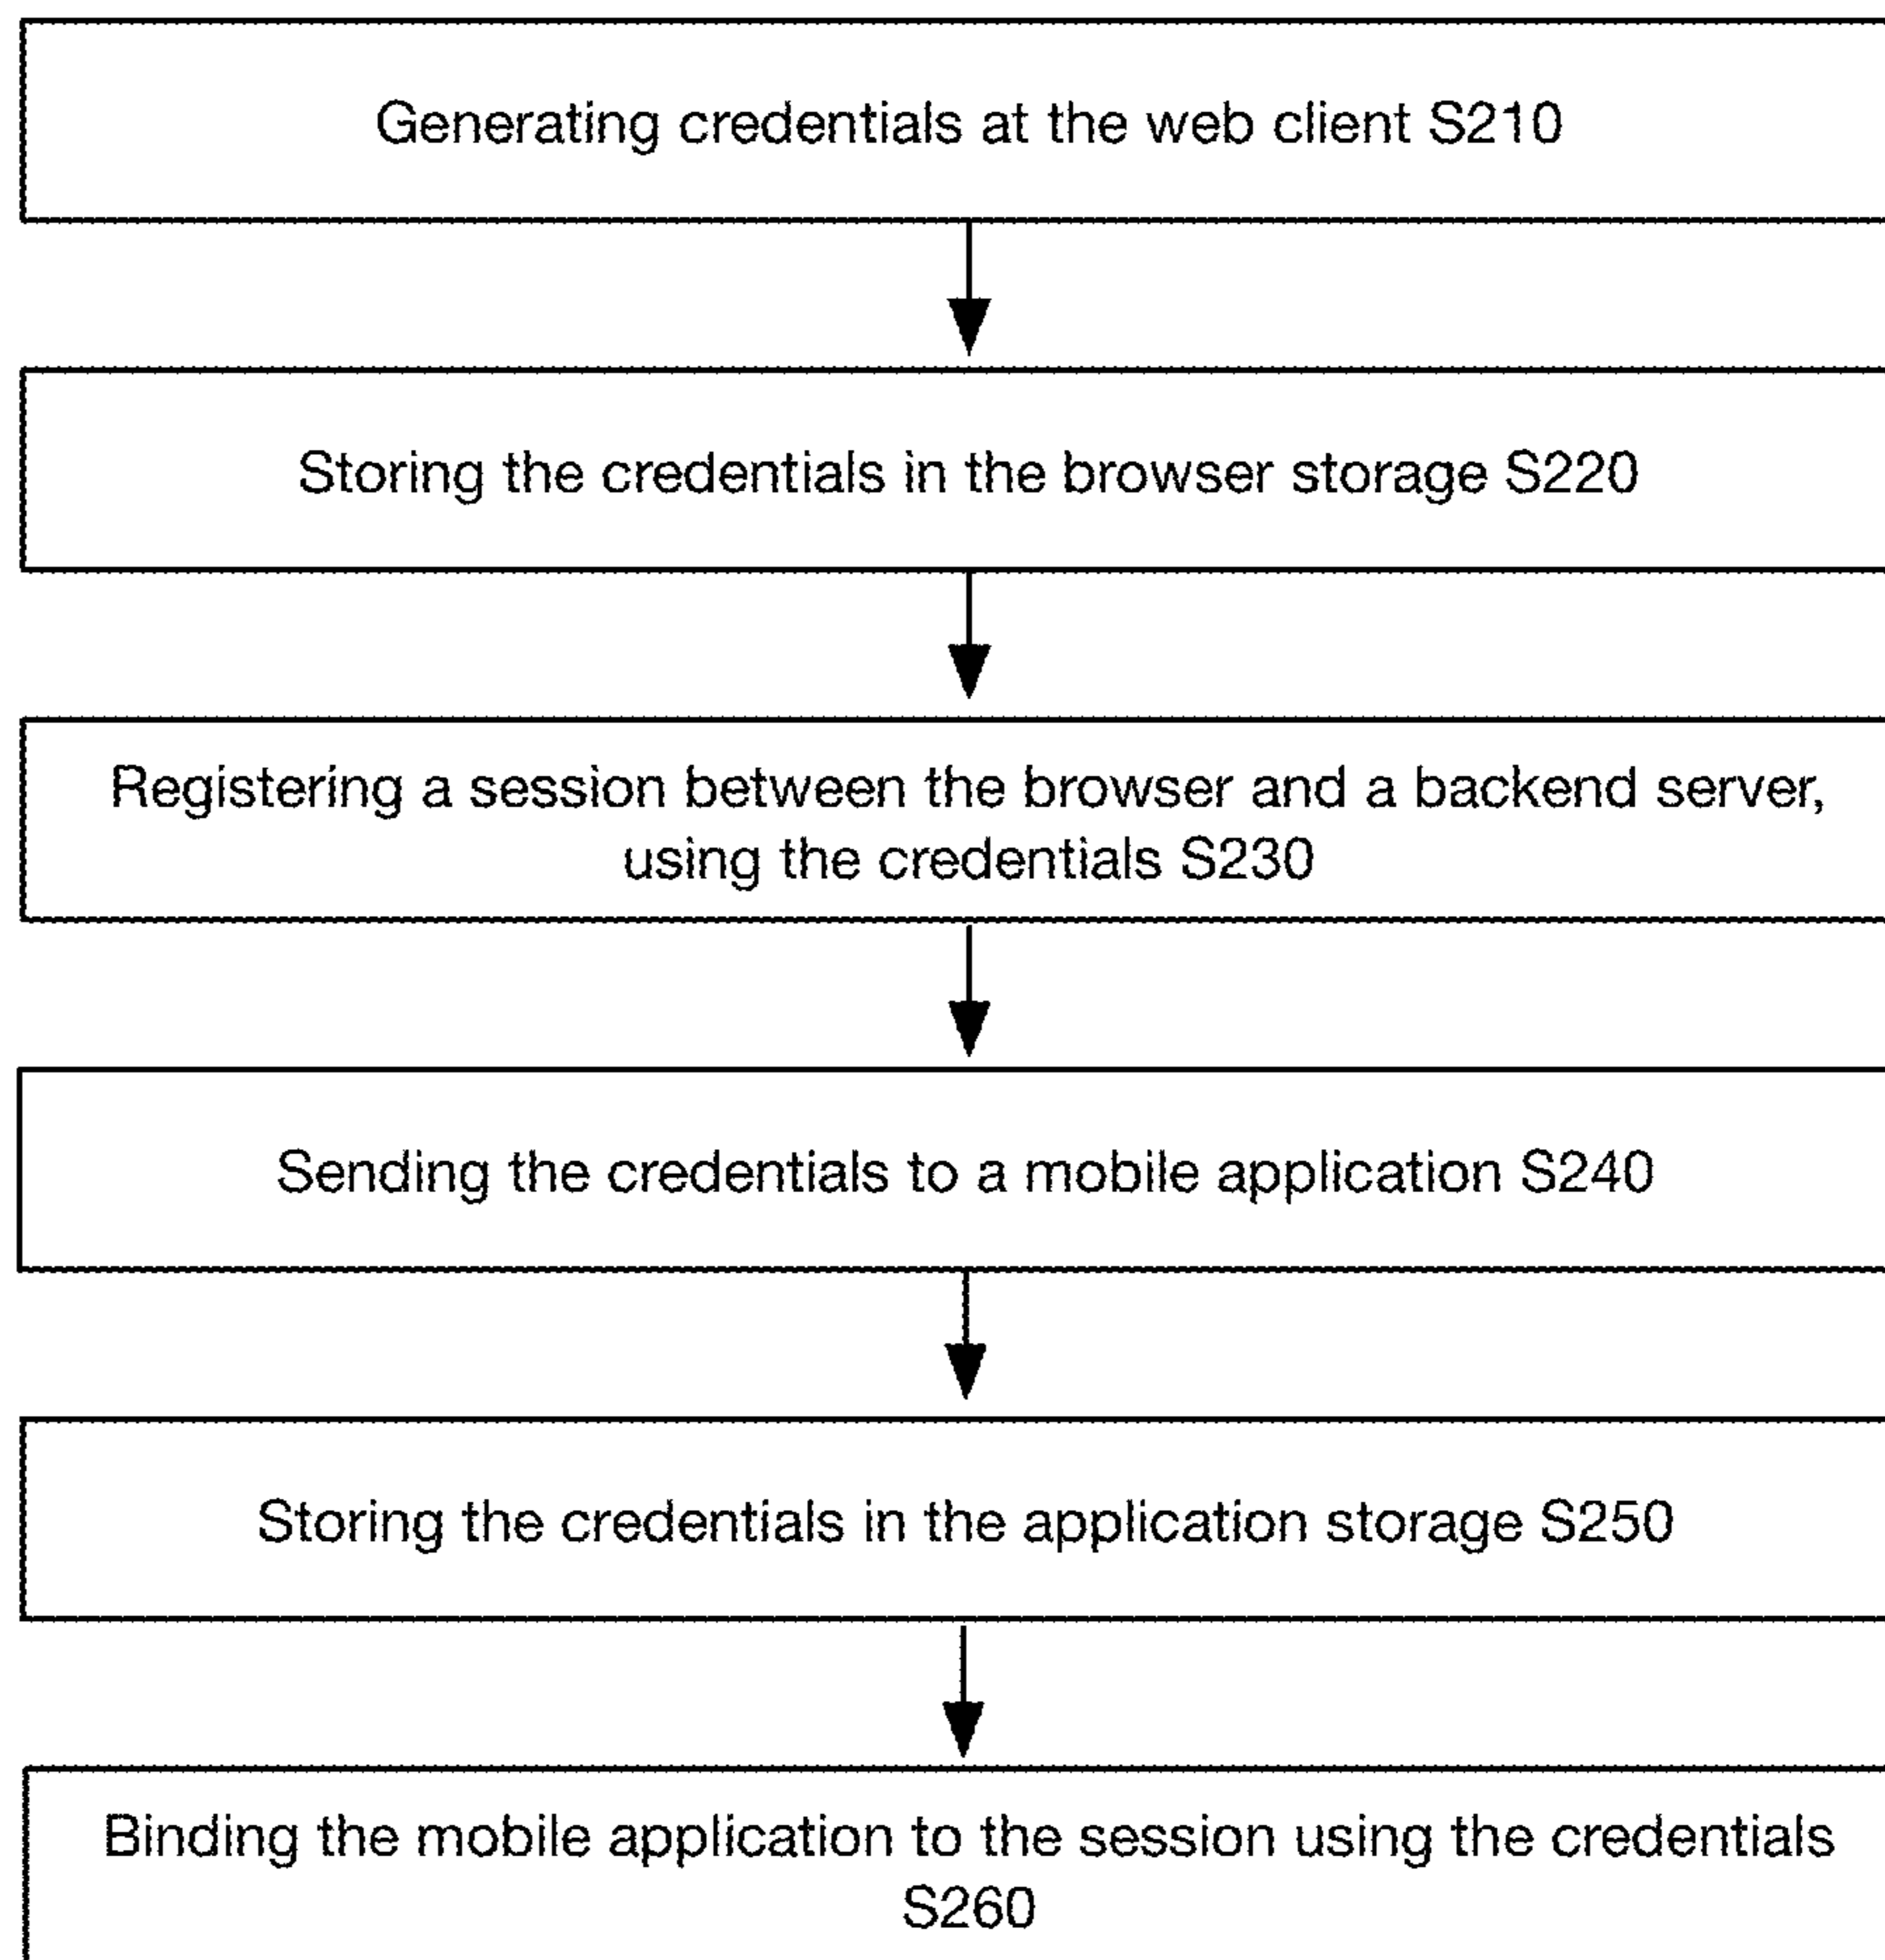 Generating credentials at the web client S210
Storing the credentials in the browser storage S220
Registering a session between the browser and a backend server,
using the credentials S230
Sending the credentials to a mobile application S240
Storing the credentials in the application storage S250
Binding the mobile application to the session using the credentials
S260